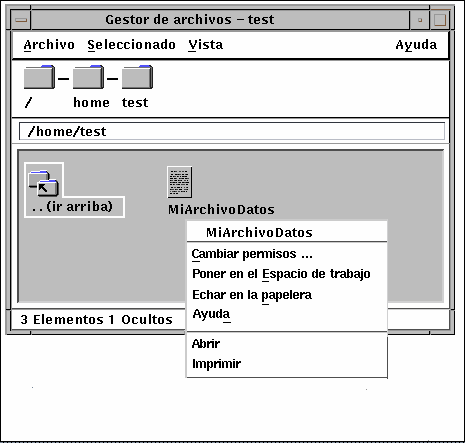 Gestor de archivos - test
Archivo Seleccionado Vista Ayuda
/ home test
/home/test
.. (ir arriba)
MiArchivoDatos
MiArchivoDatos
Cambiar permisos ...
Poner en el Espacio de trabajo
Echar en la papelera
Ayuda
Abrir
Imprimir
3 Elementos 1 Ocultos